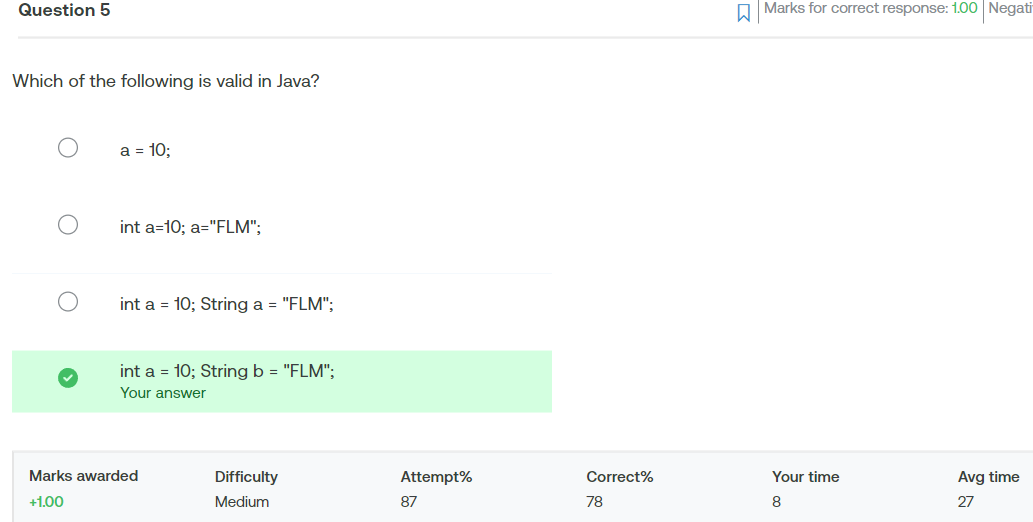 Question 5
Marks for correct response: 1.00
Which of the following is valid in Java?
a = 10;
int a=10; a="FLM";
int a = 10; String a = "FLM";
int a = 10; String b = "FLM";
Your answer
Marks awarded Difficulty Attempt% Correct% Your time Avg time
+1.00 Medium 87 78 8 27